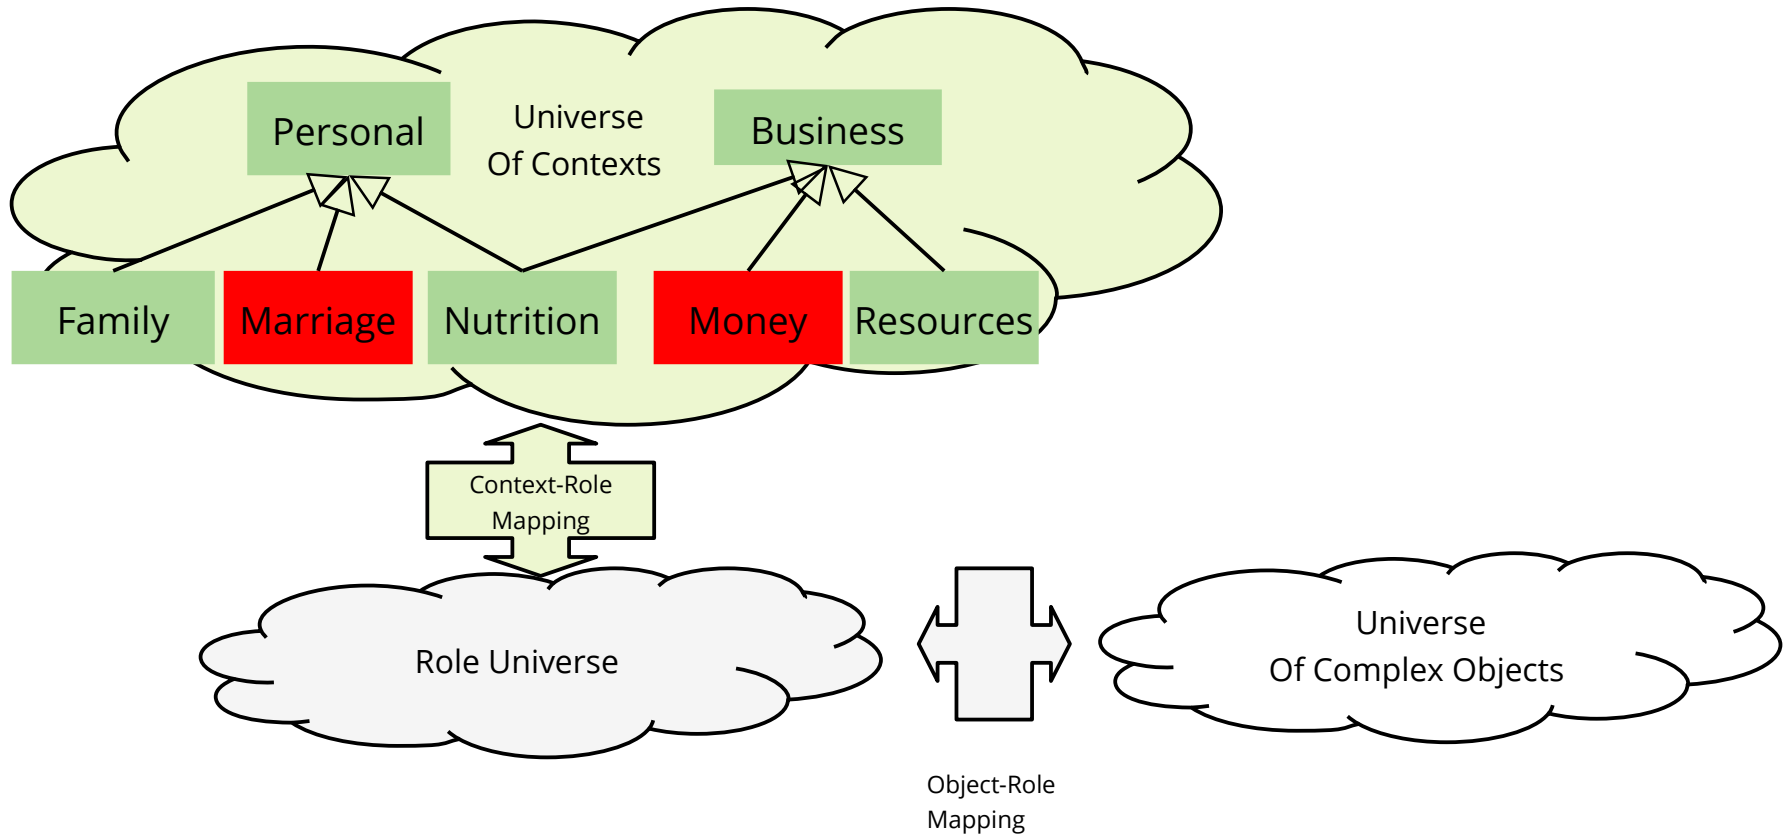 Personal
Universe
Of Contexts
Business
Family
Marriage
Nutrition
Money
Resources
Context-Role
Mapping
Role Universe
Universe
Of Complex Objects
Object-Role
Mapping